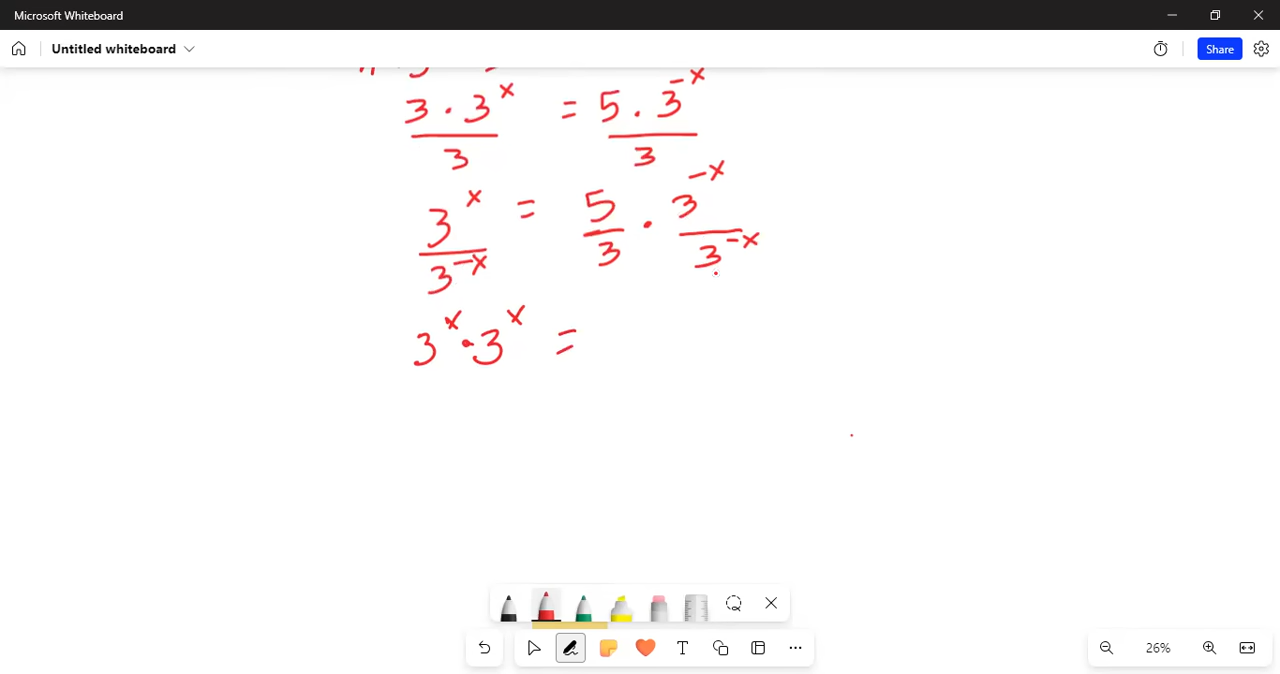 Microsoft Whiteboard
Untitled whiteboard
Share
3 · 3^x = 5 · 3^-x
3 3
3^x = 5/3 · 3^-x
3^-x 3^-x
3^x · 3^x =
T
26%